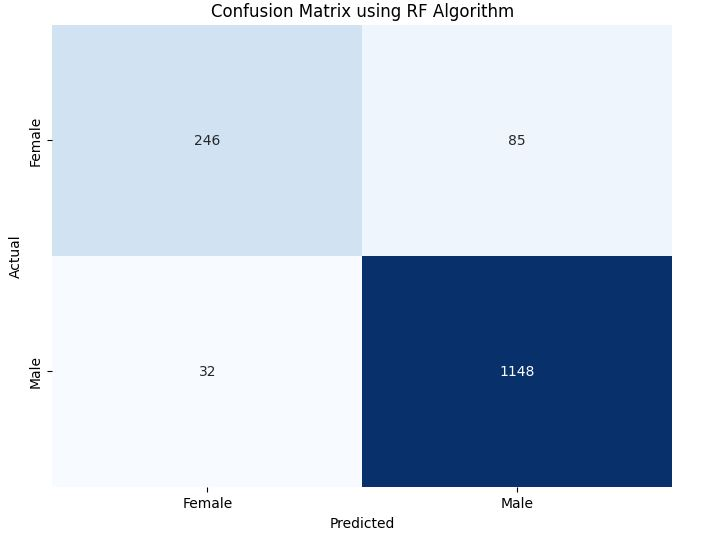 Confusion Matrix using RF Algorithm
Actual
Female
246
85
Male
32
1148
Female
Male
Predicted